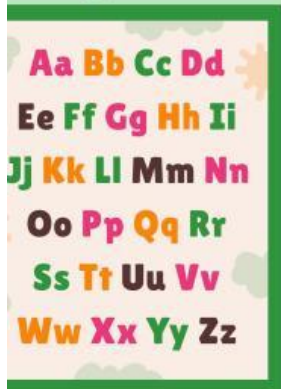 Aa Bb Cc Dd
Ee Ff Gg Hh Ii
Jj Kk Ll Mm Nn
Oo Pp Qq Rr
Ss Tt Uu Vv
Ww Xx Yy Zz